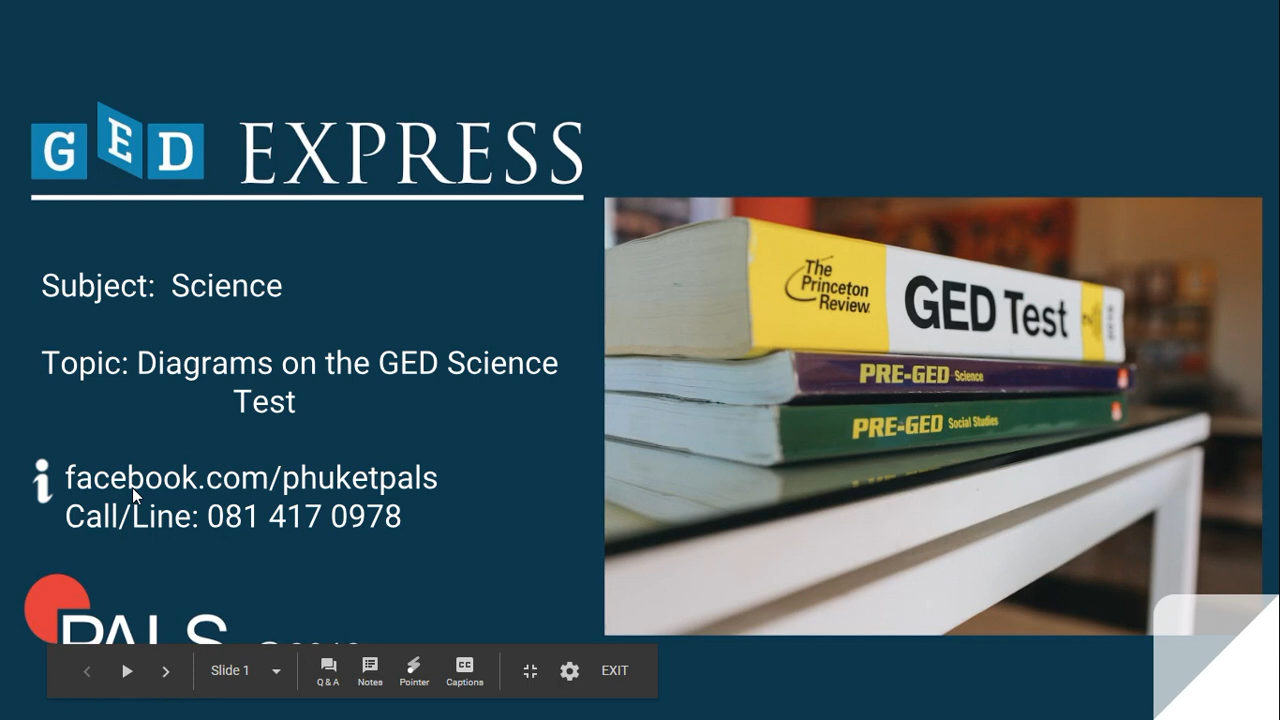 GED EXPRESS
Subject: Science
Topic: Diagrams on the GED Science
Test
facebook.com/phuketpals
Call/Line: 081 417 0978
PALS
The
Princeton
Review
GED Test
PRE-GED Science
PRE-GED Social Studies
Slide 1
Q & A
Notes
Pointer
Captions
EXIT